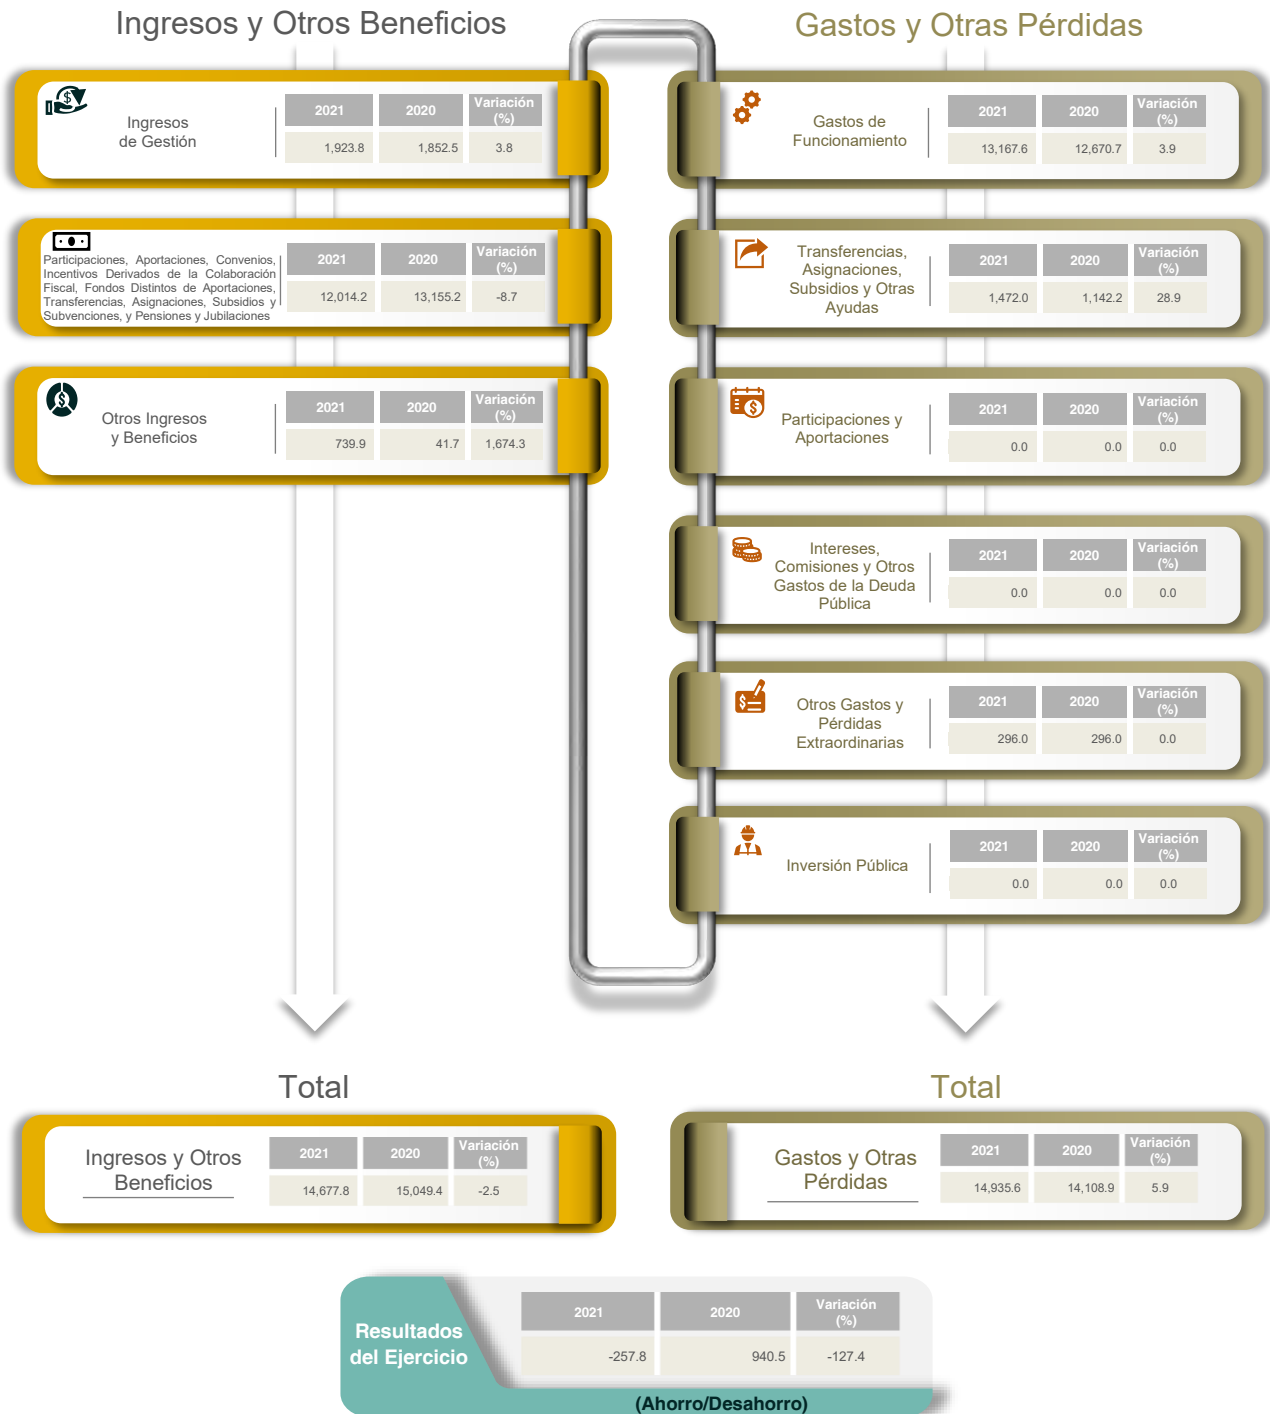 Ingresos y Otros Beneficios
2021 2020 Variación
(%)
Ingresos
de Gestión
1,923.8 1,852.5 3.8
Participaciones, Aportaciones, Convenios,
Incentivos Derivados de la Colaboración
Fiscal, Fondos Distintos de Aportaciones,
Transferencias, Asignaciones, Subsidios y
Subvenciones, y Pensiones y Jubilaciones
2021 2020 Variación
(%)
12,014.2 13,155.2 -8.7
Otros Ingresos
y Beneficios
2021 2020 Variación
(%)
739.9 41.7 1,674.3
Gastos y Otras Pérdidas
Gastos de
Funcionamiento
2021 2020 Variación
(%)
13,167.6 12,670.7 3.9
Transferencias,
Asignaciones,
Subsidios y Otras
Ayudas
2021 2020 Variación
(%)
1,472.0 1,142.2 28.9
Participaciones y
Aportaciones
2021 2020 Variación
(%)
0.0 0.0 0.0
Intereses,
Comisiones y Otros
Gastos de la Deuda
Pública
2021 2020 Variación
(%)
0.0 0.0 0.0
Otros Gastos y
Pérdidas
Extraordinarias
2021 2020 Variación
(%)
296.0 296.0 0.0
Inversión Pública
2021 2020 Variación
(%)
0.0 0.0 0.0
Total
Ingresos y Otros
Beneficios
2021 2020 Variación
(%)
14,677.8 15,049.4 -2.5
Total
Gastos y Otras
Pérdidas
2021 2020 Variación
(%)
14,935.6 14,108.9 5.9
Resultados
del Ejercicio
2021 2020 Variación
(%)
-257.8 940.5 -127.4
(Ahorro/Desahorro)